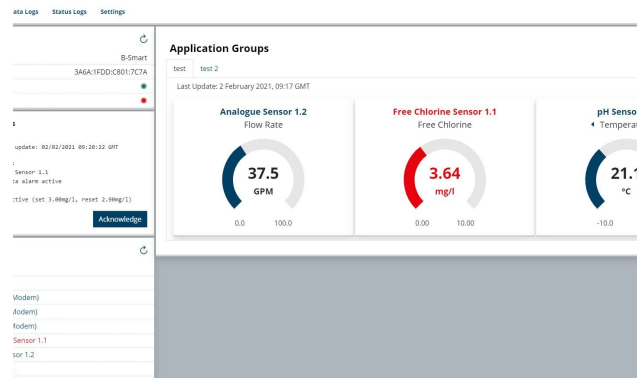 ata Logs Status Logs Settings
B-Smart
3A6A:1FDD:C801:7C7A
s
update: 02/02/2021 09:20:22 GMT
:
Sensor 1.1
ta alarm active
ctive (set 3.00mg/l, reset 2.90mg/l)
Acknowledge
Modem)
Modem)
Modem)
Sensor 1.1
sor 1.2
Application Groups
test test 2
Last Update: 2 February 2021, 09:17 GMT
Analogue Sensor 1.2
Flow Rate
37.5
GPM
0.0 100.0
Free Chlorine Sensor 1.1
Free Chlorine
3.64
mg/l
0.00 10.00
pH Senso
Tempera
21.1
°C
-10.0